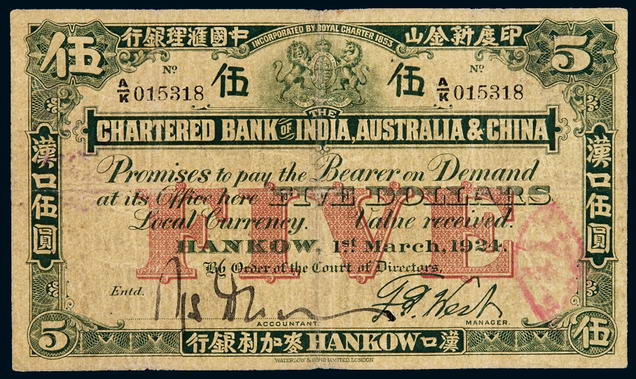 印度新金山 中國滙理銀行
INCORPORATED BY ROYAL CHARTER 1853
伍 5
Nº Nº
A/K 015318 伍 伍 A/K 015318
THE
CHARTERED BANK OF INDIA, AUSTRALIA & CHINA
漢口伍圓
漢口伍圓
Promises to pay the Bearer on Demand
at its Office here FIVE DOLLARS
Local Currency. Value received.
FIVE
HANKOW, 1st March, 1924.
By Order of the Court of Directors.
Entd.
ACCOUNTANT. MANAGER.
5 伍
漢口 HANKOW 麥加利銀行
WATERLOW & SONS LIMITED, LONDON